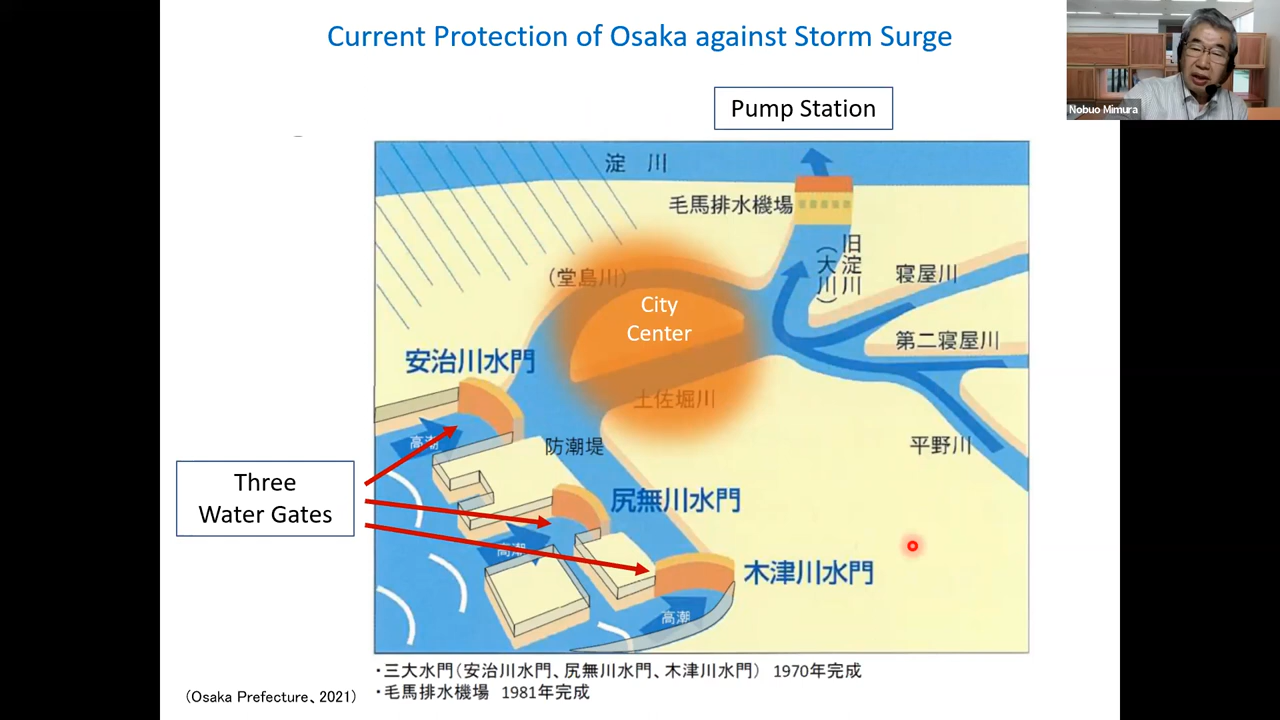 Current Protection of Osaka against Storm Surge
Nobuo Mimura
Pump Station
淀 川
毛馬排水機場
旧淀川
(大川)
(堂島川)
寝屋川
City
Center
第二寝屋川
安治川水門
土佐堀川
高潮
防潮堤
平野川
Three
Water Gates
尻無川水門
高潮
木津川水門
高潮
・三大水門(安治川水門、尻無川水門、木津川水門) 1970年完成
・毛馬排水機場 1981年完成
(Osaka Prefecture、2021)